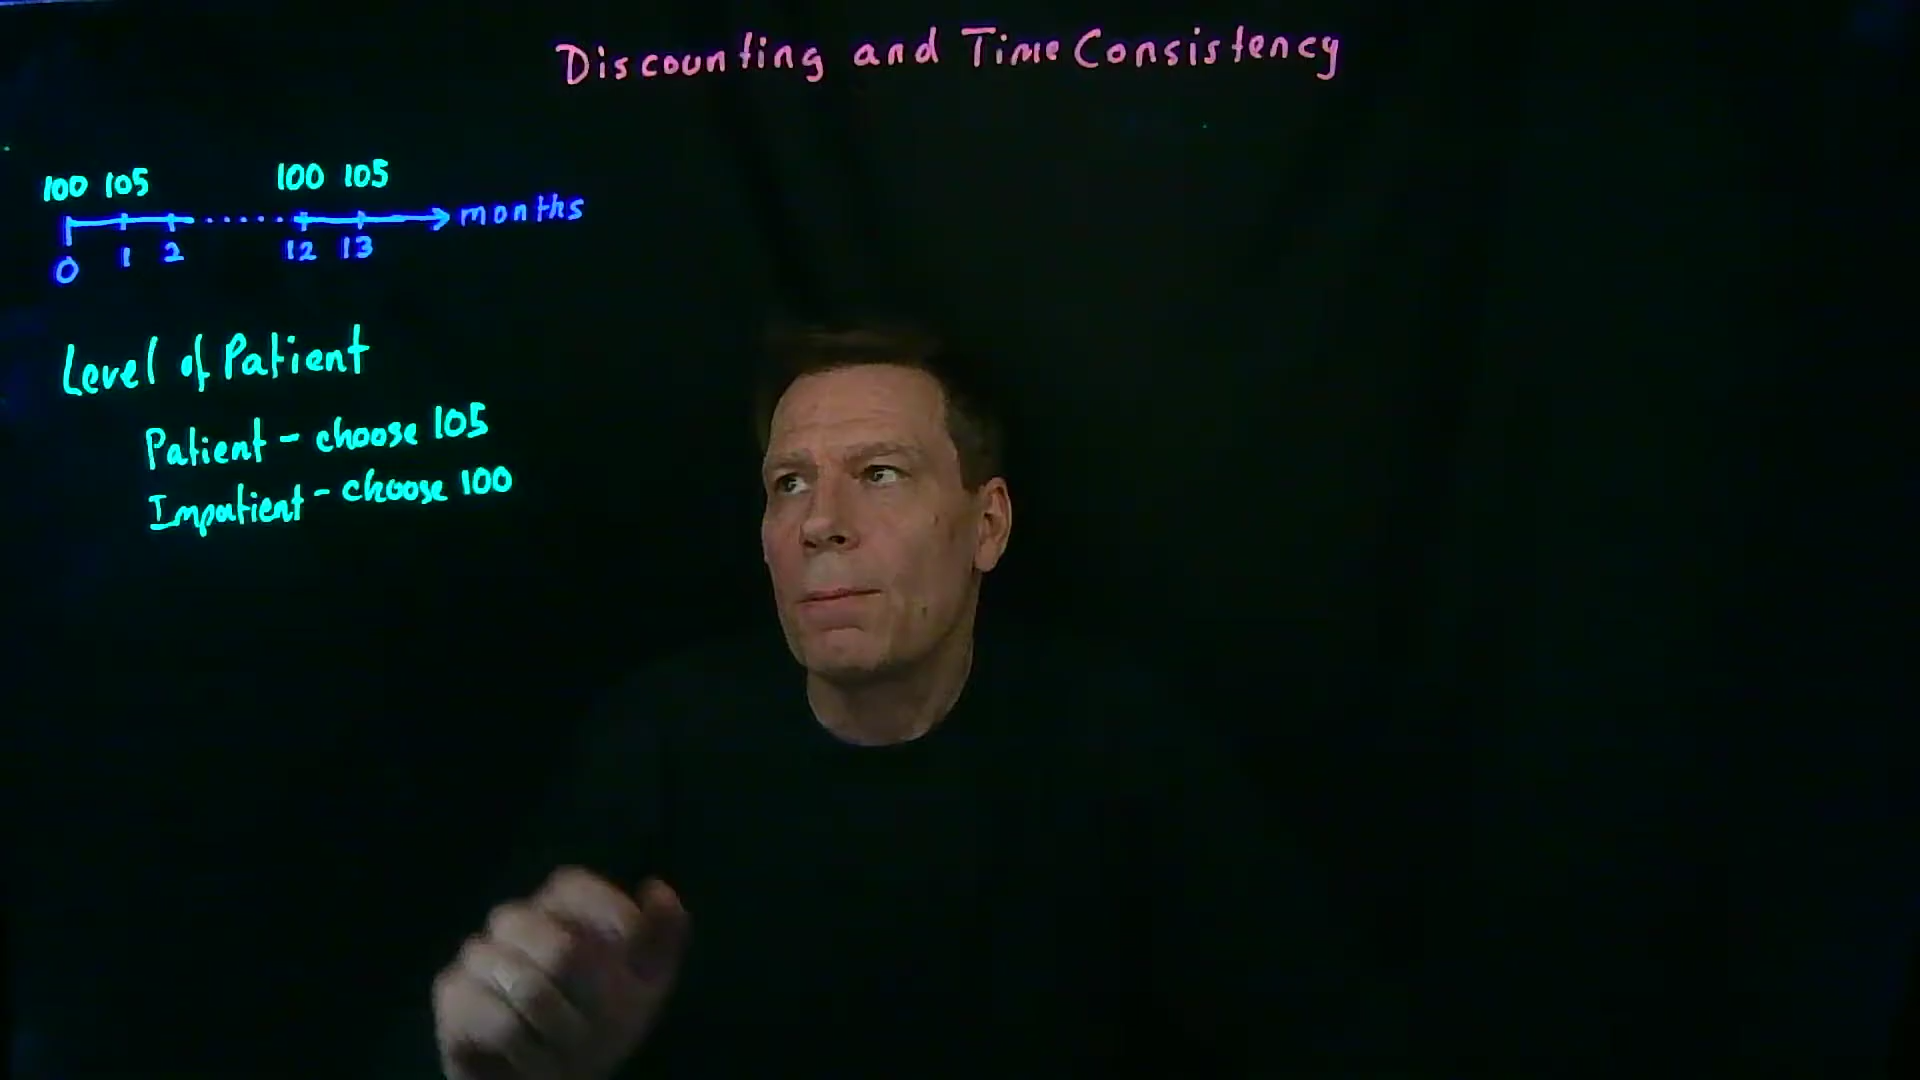 Discounting and Time Consistency
100 105 100 105
months
0 1 2 12 13
Level of Patient
Patient - choose 105
Impatient - choose 100